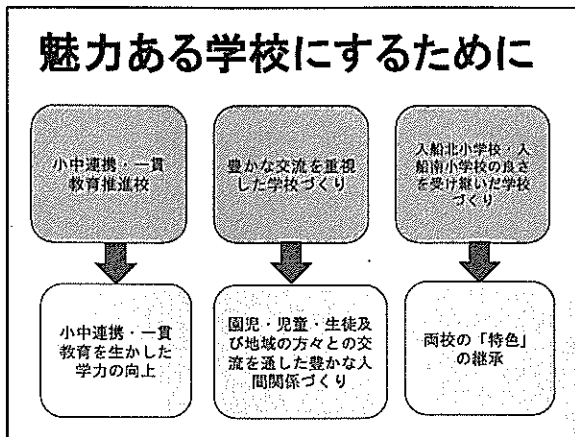 魅力ある学校にするために
小中連携・一貫
教育推進校
豊かな交流を重視
した学校づくり
入船北小学校・入
船南小学校の良さ
を受け継いだ学校
づくり
小中連携・一貫
教育を生かした
学力の向上
園児・児童・生徒及
び地域の方々との交
流を通した豊かな人
間関係づくり
両校の「特色」
の継承